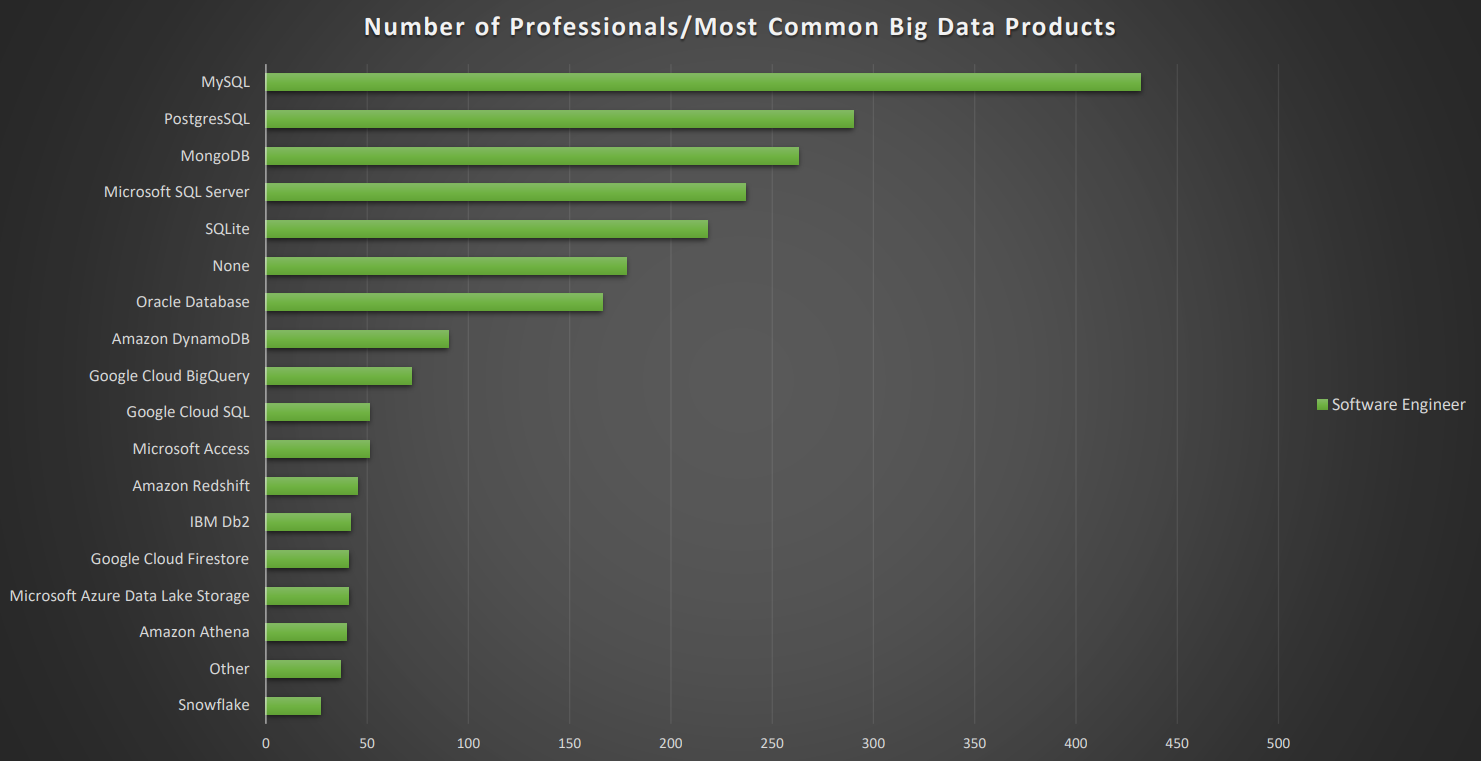 Number of Professionals/Most Common Big Data Products
MySQL
PostgresSQL
MongoDB
Microsoft SQL Server
SQLite
None
Oracle Database
Amazon DynamoDB
Google Cloud BigQuery
Google Cloud SQL
Microsoft Access
Amazon Redshift
IBM Db2
Google Cloud Firestore
Microsoft Azure Data Lake Storage
Amazon Athena
Other
Snowflake
0 50 100 150 200 250 300 350 400 450 500
Software Engineer